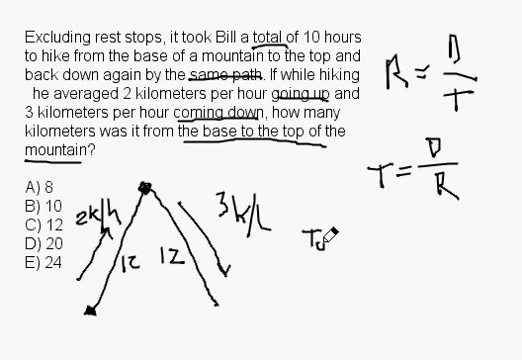 Excluding rest stops, it took Bill a total of 10 hours
to hike from the base of a mountain to the top and
back down again by the same path. If while hiking
he averaged 2 kilometers per hour going up and
3 kilometers per hour coming down, how many
kilometers was it from the base to the top of the
mountain?
A) 8
B) 10
C) 12
D) 20
E) 24
R = D/T
T = D/R
2k/h
3k/h
12 12